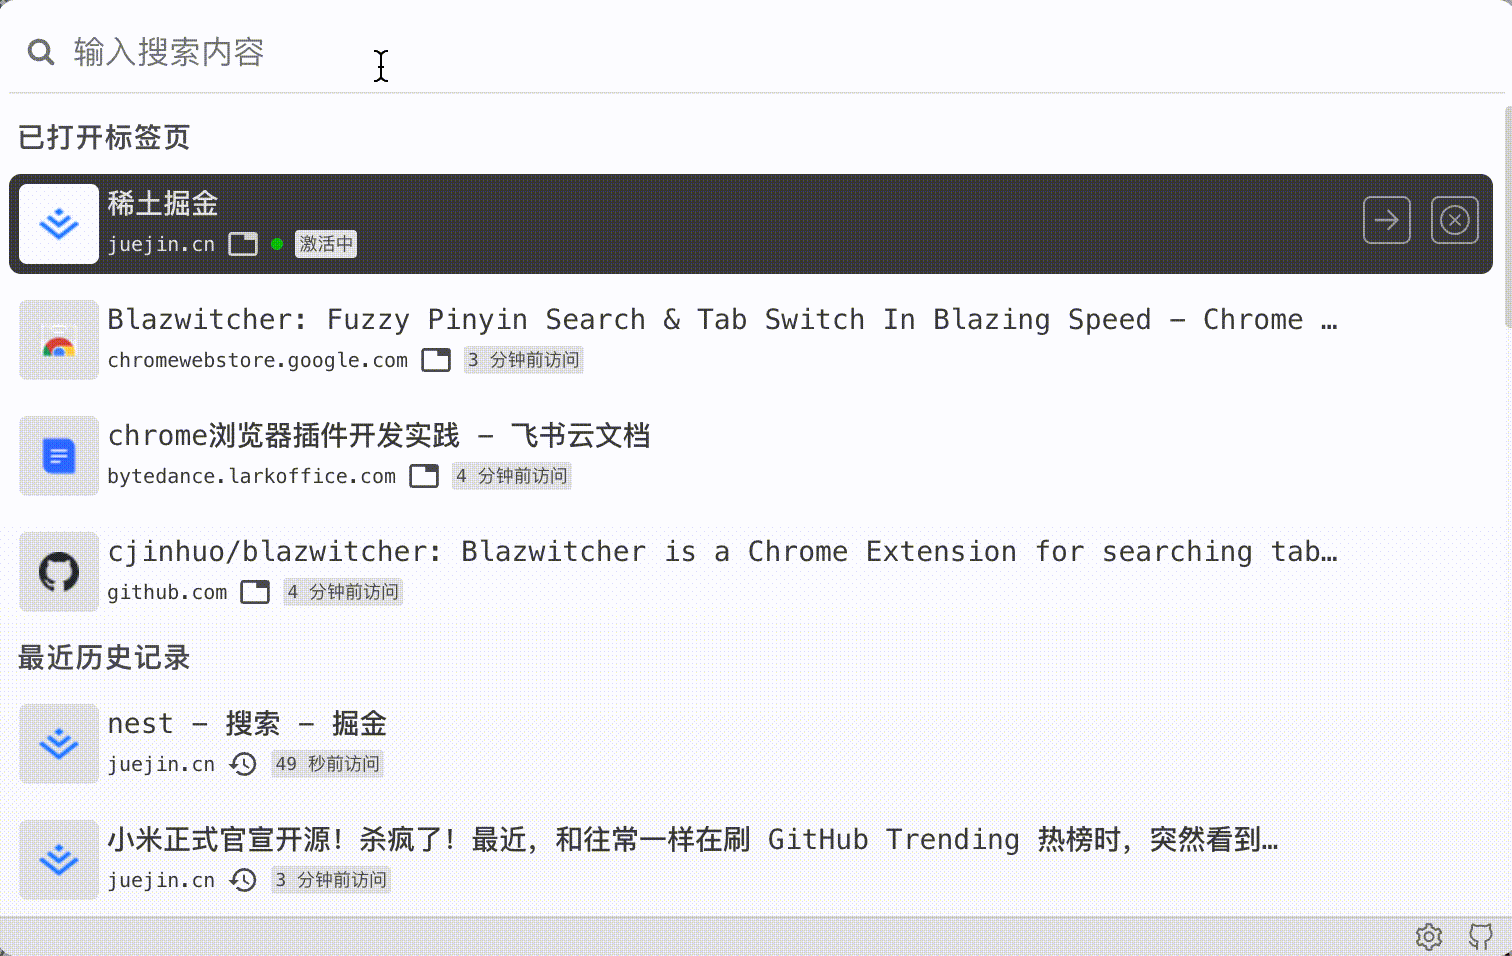 输入搜索内容
已打开标签页
稀土掘金
juejin.cn 激活中
Blazwitcher: Fuzzy Pinyin Search & Tab Switch In Blazing Speed - Chrome …
chromewebstore.google.com 3 分钟前访问
chrome浏览器插件开发实践 - 飞书云文档
bytedance.larkoffice.com 4 分钟前访问
cjinhuo/blazwitcher: Blazwitcher is a Chrome Extension for searching tab…
github.com 4 分钟前访问
最近历史记录
nest - 搜索 - 掘金
juejin.cn 49 秒前访问
小米正式官宣开源！杀疯了！最近，和往常一样在刷 GitHub Trending 热榜时，突然看到…
juejin.cn 3 分钟前访问